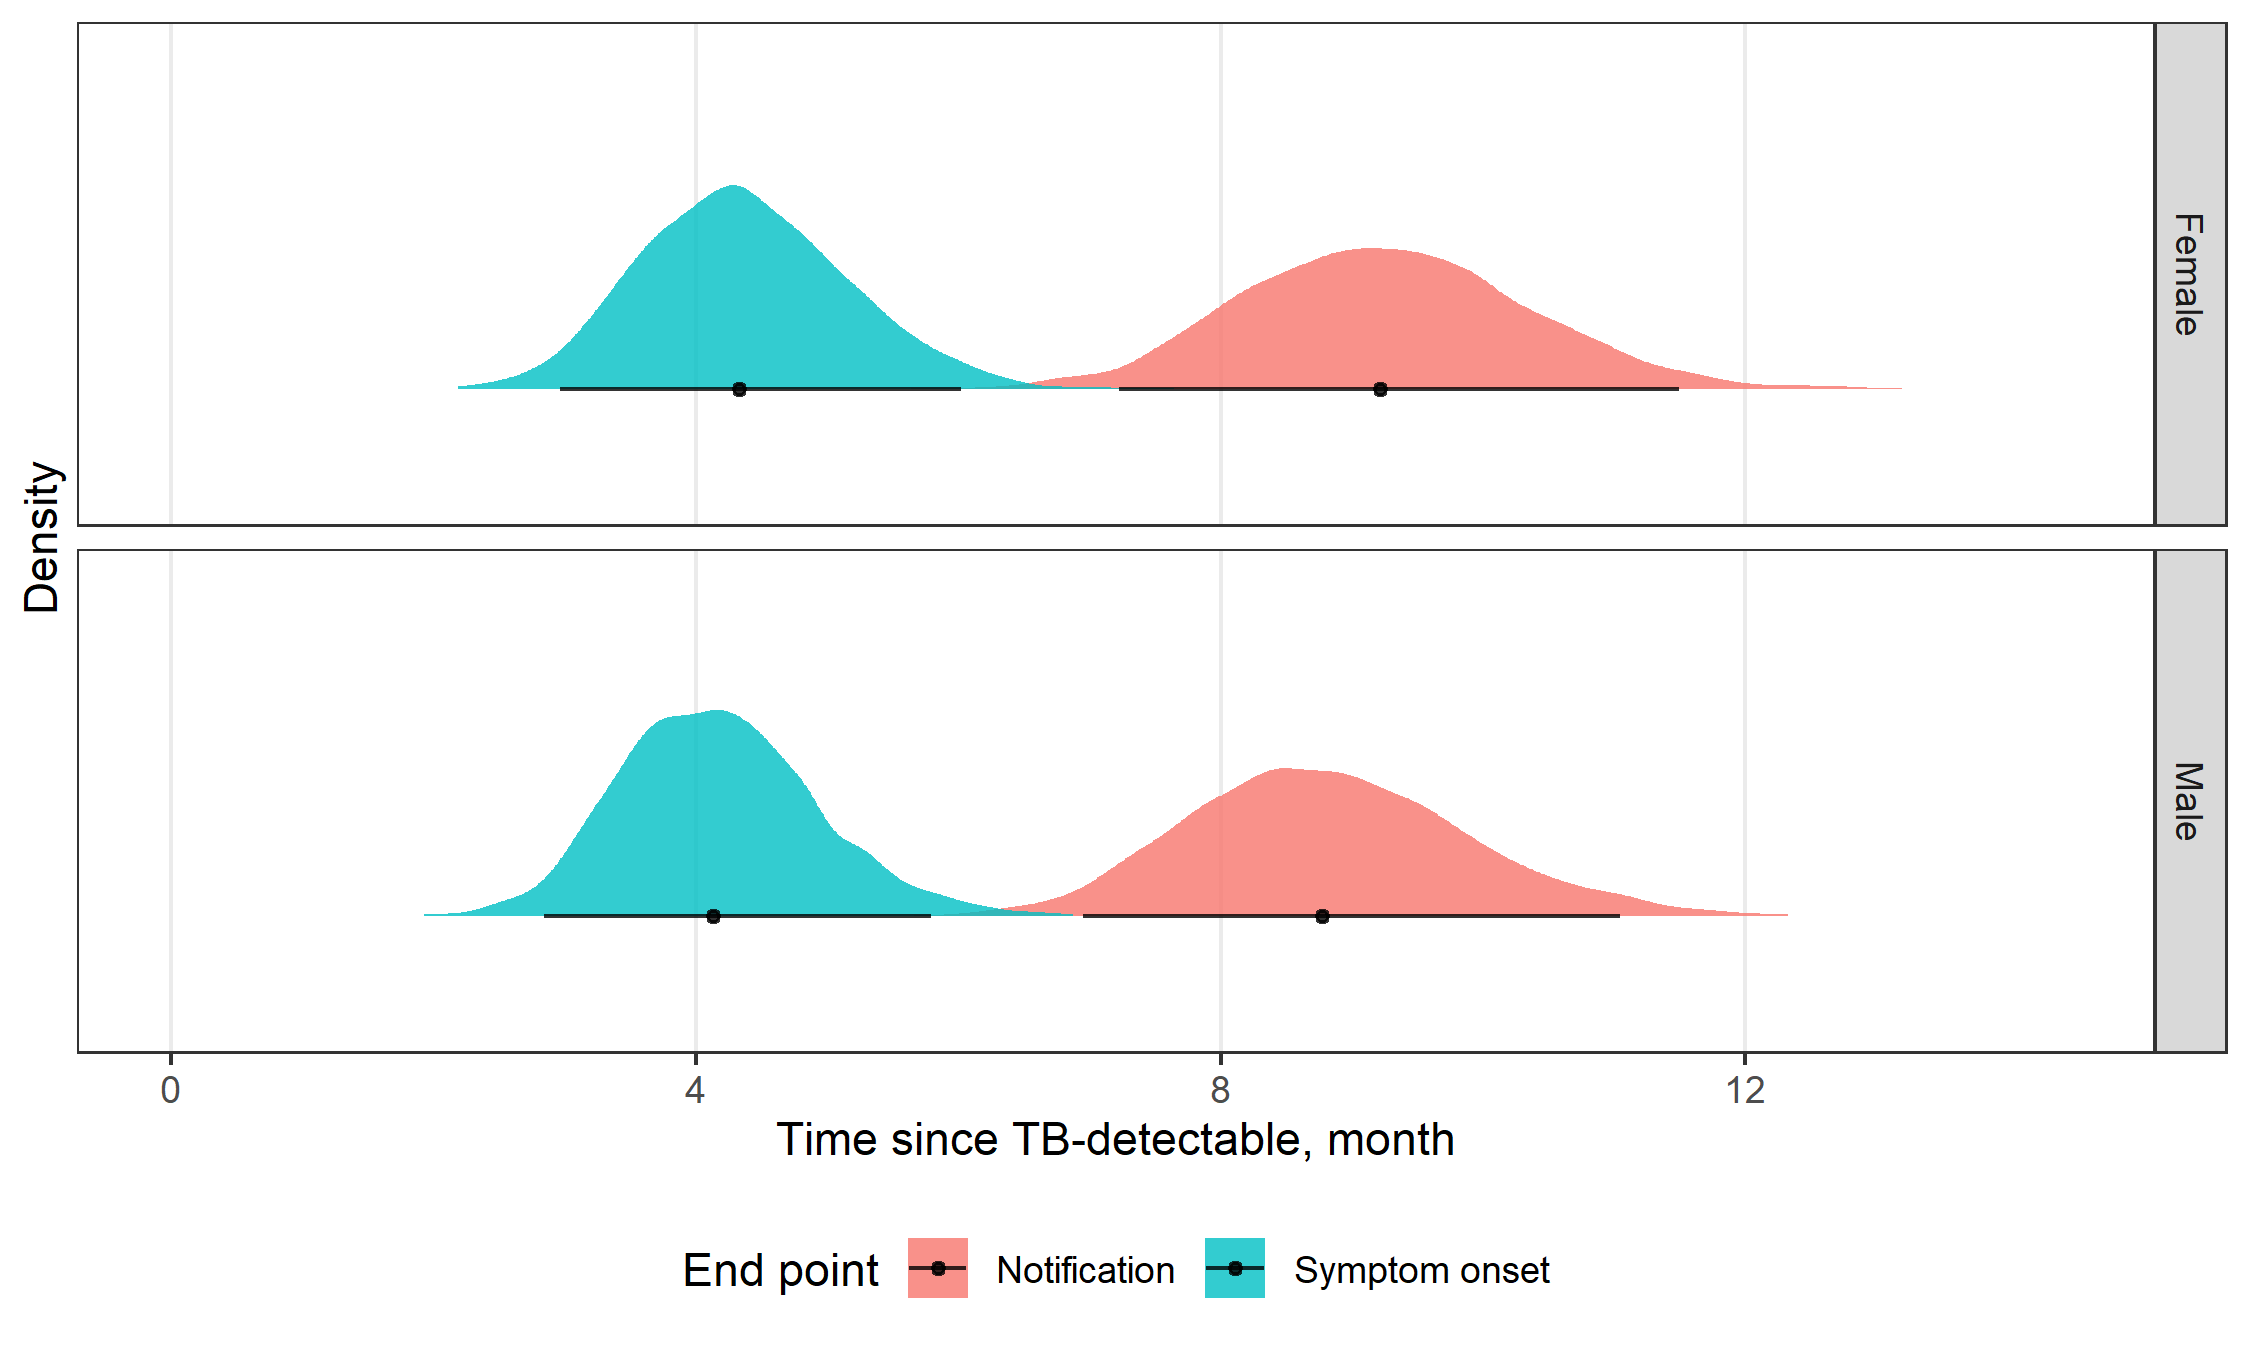 Density
Female
Male
0 4 8 12
Time since TB-detectable, month
End point Notification Symptom onset